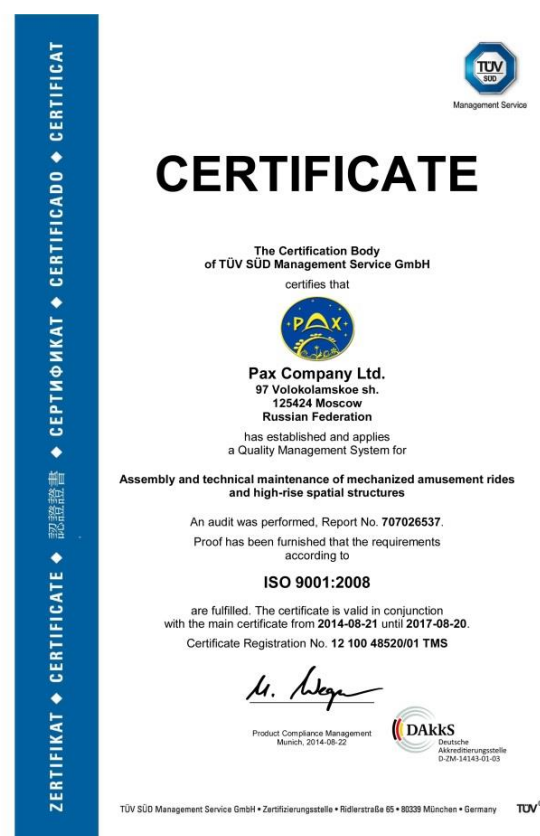 ZERTIFIKAT ◆ CERTIFICATE ◆ 認證證書 ◆ СЕРТИФИКАТ ◆ CERTIFICADO ◆ CERTIFICAT
TÜV
SÜD
Management Service
CERTIFICATE
The Certification Body
of TÜV SÜD Management Service GmbH
certifies that
PAX
Pax Company Ltd.
97 Volokolamskoe sh.
125424 Moscow
Russian Federation
has established and applies
a Quality Management System for
Assembly and technical maintenance of mechanized amusement rides
and high-rise spatial structures
An audit was performed, Report No. 707026537.
Proof has been furnished that the requirements
according to
ISO 9001:2008
are fulfilled. The certificate is valid in conjunction
with the main certificate from 2014-08-21 until 2017-08-20.
Certificate Registration No. 12 100 48520/01 TMS
Product Compliance Management
Munich, 2014-08-22
DAkkS
Deutsche
Akkreditierungsstelle
D-ZM-14143-01-03
TÜV SÜD Management Service GmbH • Zertifizierungsstelle • Ridlerstraße 65 • 80339 München • Germany
TÜV